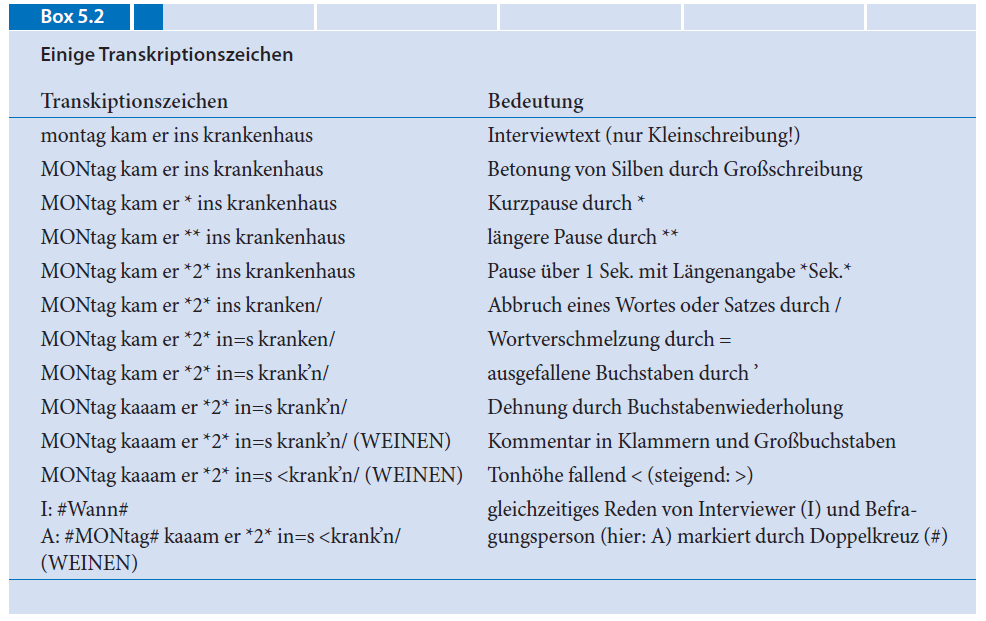 Box 5.2
Einige Transkriptionszeichen
Transkiptionszeichen Bedeutung
montag kam er ins krankenhaus Interviewtext (nur Kleinschreibung!)
MONtag kam er ins krankenhaus Betonung von Silben durch Großschreibung
MONtag kam er * ins krankenhaus Kurzpause durch *
MONtag kam er ** ins krankenhaus längere Pause durch **
MONtag kam er *2* ins krankenhaus Pause über 1 Sek. mit Längenangabe *Sek.*
MONtag kam er *2* ins kranken/ Abbruch eines Wortes oder Satzes durch /
MONtag kam er *2* in=s kranken/ Wortverschmelzung durch =
MONtag kam er *2* in=s krank’n/ ausgefallene Buchstaben durch ’
MONtag kaaam er *2* in=s krank’n/ Dehnung durch Buchstabenwiederholung
MONtag kaaam er *2* in=s krank’n/ (WEINEN) Kommentar in Klammern und Großbuchstaben
MONtag kaaam er *2* in=s <krank’n/ (WEINEN) Tonhöhe fallend < (steigend: >)
I: #Wann# gleichzeitiges Reden von Interviewer (I) und Befra-
A: #MONtag# kaaam er *2* in=s <krank’n/ gungsperson (hier: A) markiert durch Doppelkreuz (#)
(WEINEN)